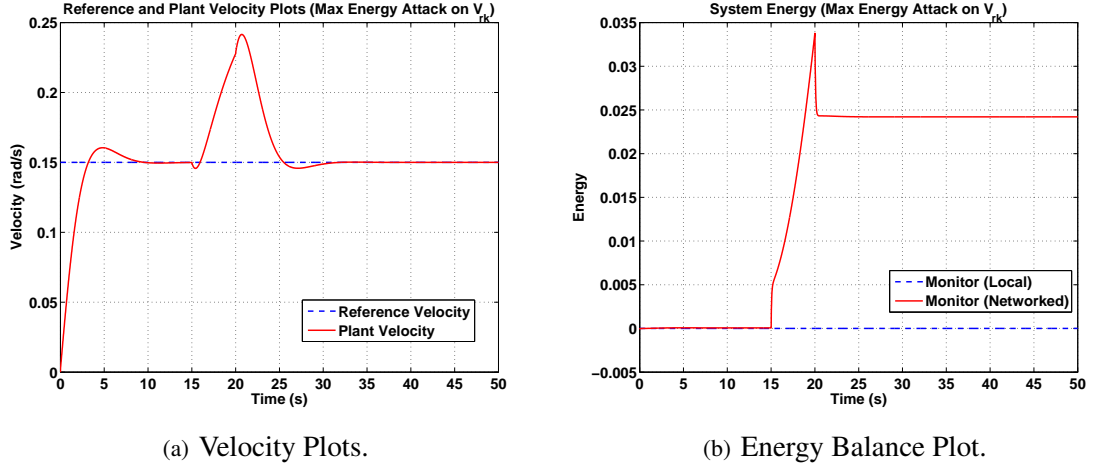 Reference and Plant Velocity Plots (Max Energy Attack on V_rk)
0.25
0.2
0.15
0.1
0.05
0
Velocity (rad/s)
Reference Velocity
Plant Velocity
0 5 10 15 20 25 30 35 40 45 50
Time (s)
(a) Velocity Plots.
System Energy (Max Energy Attack on V_rk)
0.035
0.03
0.025
0.02
0.015
0.01
0.005
0
−0.005
Energy
Monitor (Local)
Monitor (Networked)
0 5 10 15 20 25 30 35 40 45 50
Time (s)
(b) Energy Balance Plot.